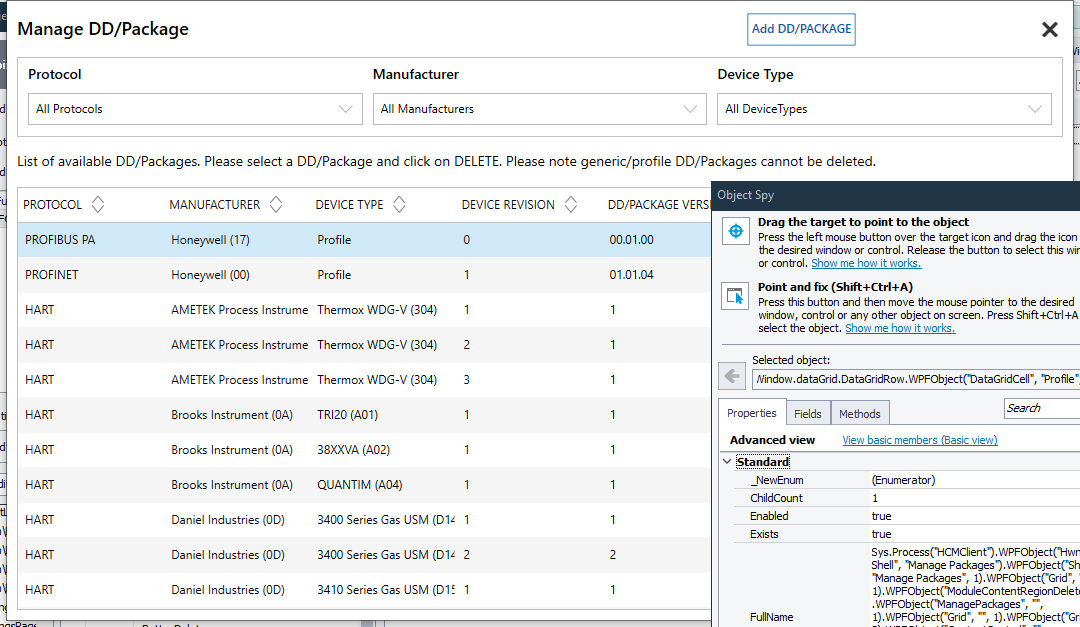 Manage DD/Package
Add DD/PACKAGE
Protocol
Manufacturer
Device Type
All Protocols
All Manufacturers
All DeviceTypes
List of available DD/Packages. Please select a DD/Package and click on DELETE. Please note generic/profile DD/Packages cannot be deleted.
PROTOCOL MANUFACTURER DEVICE TYPE DEVICE REVISION DD/PACKAGE VERSI
PROFIBUS PA Honeywell (17) Profile 0 00.01.00
PROFINET Honeywell (00) Profile 1 01.01.04
HART AMETEK Process Instrume Thermox WDG-V (304) 1 1
HART AMETEK Process Instrume Thermox WDG-V (304) 2 1
HART AMETEK Process Instrume Thermox WDG-V (304) 3 1
HART Brooks Instrument (0A) TRI20 (A01) 1 1
HART Brooks Instrument (0A) 38XXVA (A02) 1 1
HART Brooks Instrument (0A) QUANTIM (A04) 1 1
HART Daniel Industries (0D) 3400 Series Gas USM (D14 1 1
HART Daniel Industries (0D) 3400 Series Gas USM (D14 2 2
HART Daniel Industries (0D) 3410 Series Gas USM (D15 1 1
Object Spy
Drag the target to point to the object
Press the left mouse button over the target icon and drag the icon
the desired window or control. Release the button to select this wi
or control. Show me how it works.
Point and fix (Shift+Ctrl+A)
Press this button and then move the mouse pointer to the desired
window, control or any other object on screen. Press Shift+Ctrl+A
select the object. Show me how it works.
Selected object:
Window.dataGrid.DataGridRow.WPFObject("DataGridCell", "Profile",
Properties Fields Methods
Search
Advanced view View basic members (Basic view)
Standard
_NewEnum (Enumerator)
ChildCount 1
Enabled true
Exists true
FullName
Sys.Process("HCMClient").WPFObject("Hwn
Shell", "Manage Packages").WPFObject("Sh
"Manage Packages", 1).WPFObject("Grid", "
1).WPFObject("ModuleContentRegionDelet
.WPFObject("ManagePackages", "",
1).WPFObject("Grid", "", 1).WPFObject("Gr